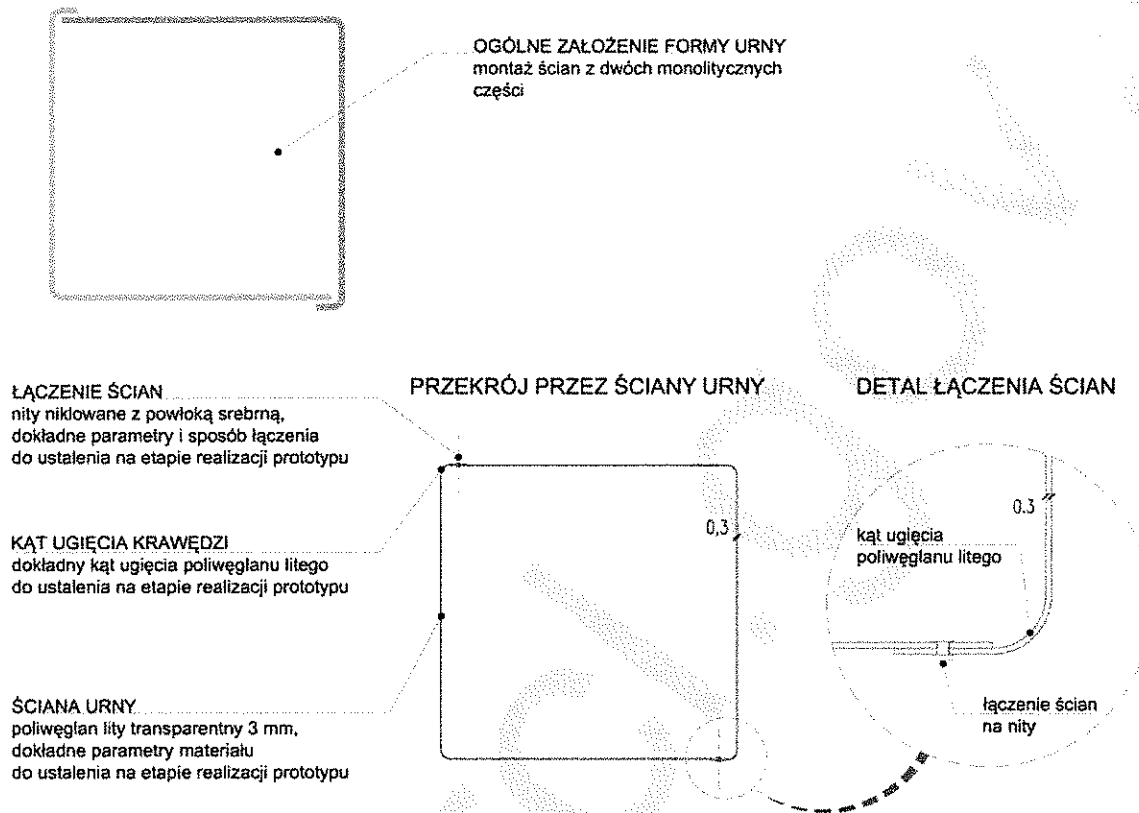 OGÓLNE ZAŁOŻENIE FORMY URNY
montaż ścian z dwóch monolitycznych
części
ŁĄCZENIE ŚCIAN
nity niklowane z powłoką srebrną,
dokładne parametry i sposób łączenia
do ustalenia na etapie realizacji prototypu
KĄT UGIĘCIA KRAWĘDZI
dokładny kąt ugięcia poliwęglanu litego
do ustalenia na etapie realizacji prototypu
ŚCIANA URNY
poliwęglan lity transparentny 3 mm,
dokładne parametry materiału
do ustalenia na etapie realizacji prototypu
PRZEKRÓJ PRZEZ ŚCIANY URNY
0,3
DETAL ŁĄCZENIA ŚCIAN
0.3
kąt ugięcia
poliwęglanu litego
łączenie ścian
na nity